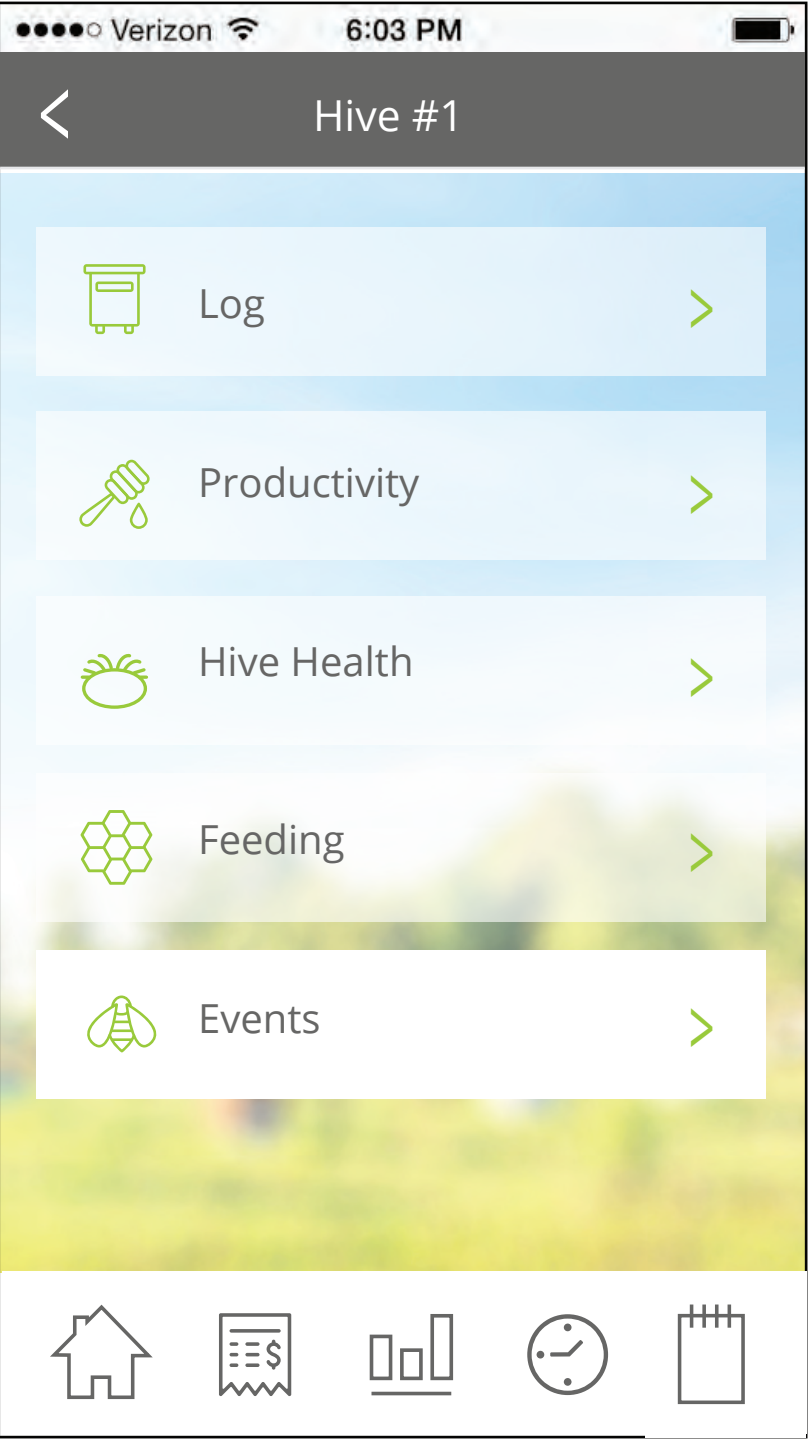 Verizon 6:03 PM
Hive #1
Log
Productivity
Hive Health
Feeding
Events
$